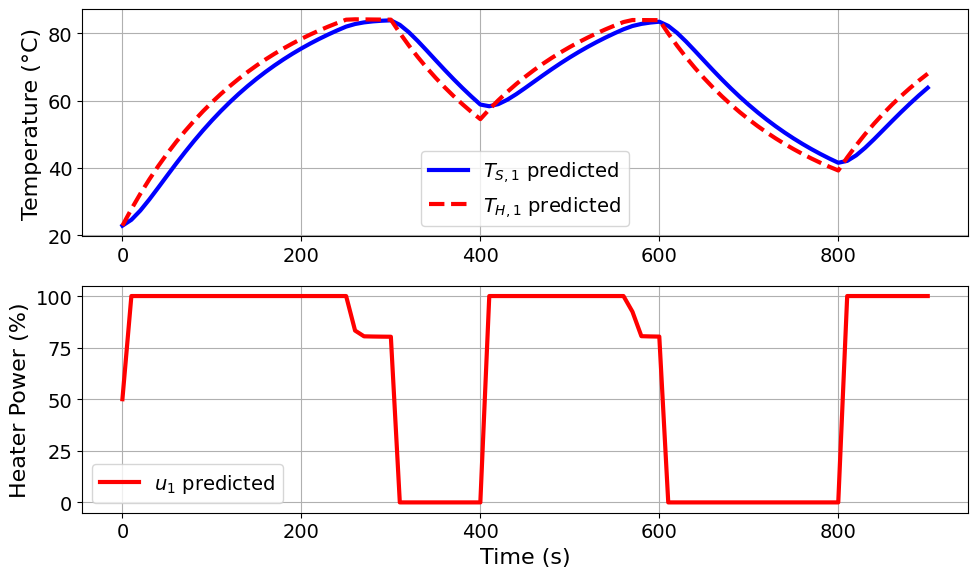 Temperature (°C)
80
60
40
20
T_{S,1} predicted
T_{H,1} predicted
0 200 400 600 800
Heater Power (%)
100
75
50
25
0
u_1 predicted
0 200 400 600 800
Time (s)